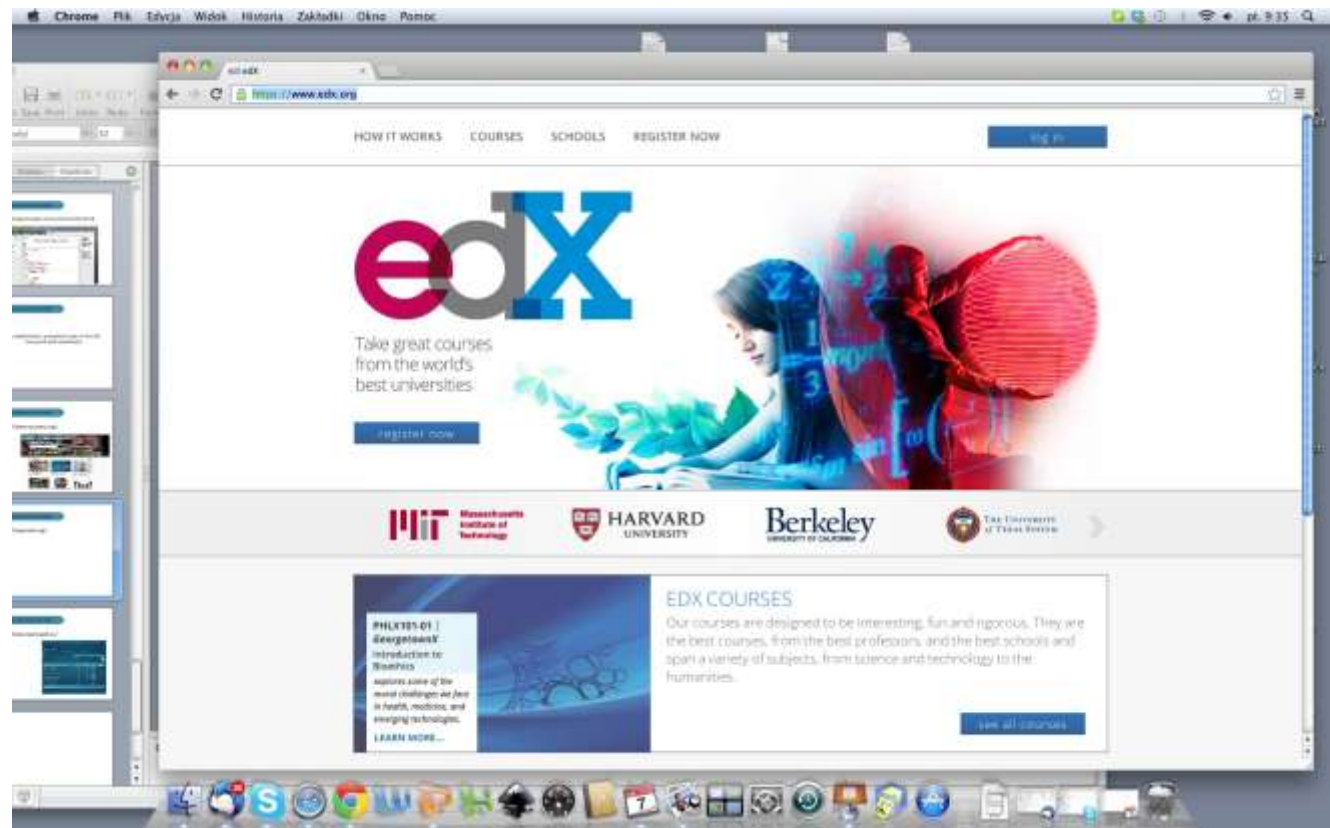 Chrome Plik Edycja Widok Historia Zakładki Okno Pomoc
pt. 9:35
edX
https://www.edx.org
HOW IT WORKS COURSES SCHOOLS REGISTER NOW
log in
edX
Take great courses
from the world's
best universities
register now
MIT Massachusetts
Institute of
Technology
HARVARD
UNIVERSITY
Berkeley
UNIVERSITY OF CALIFORNIA
THE UNIVERSITY
of TEXAS SYSTEM
PHLX101-01 |
GeorgetownX
Introduction to
Bioethics
explores some of the
moral challenges we face
in health, medicine, and
emerging technologies.
LEARN MORE...
EDX COURSES
Our courses are designed to be interesting, fun and rigorous. They are
the best courses, from the best professors, and the best schools and
span a variety of subjects, from science and technology to the
humanities.
see all courses
7